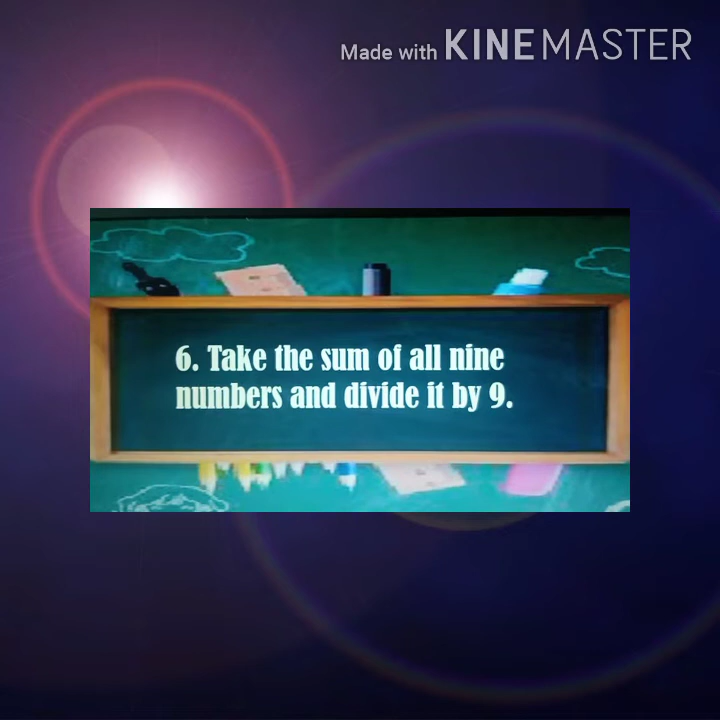 Made with KINEMASTER
6. Take the sum of all nine
numbers and divide it by 9.